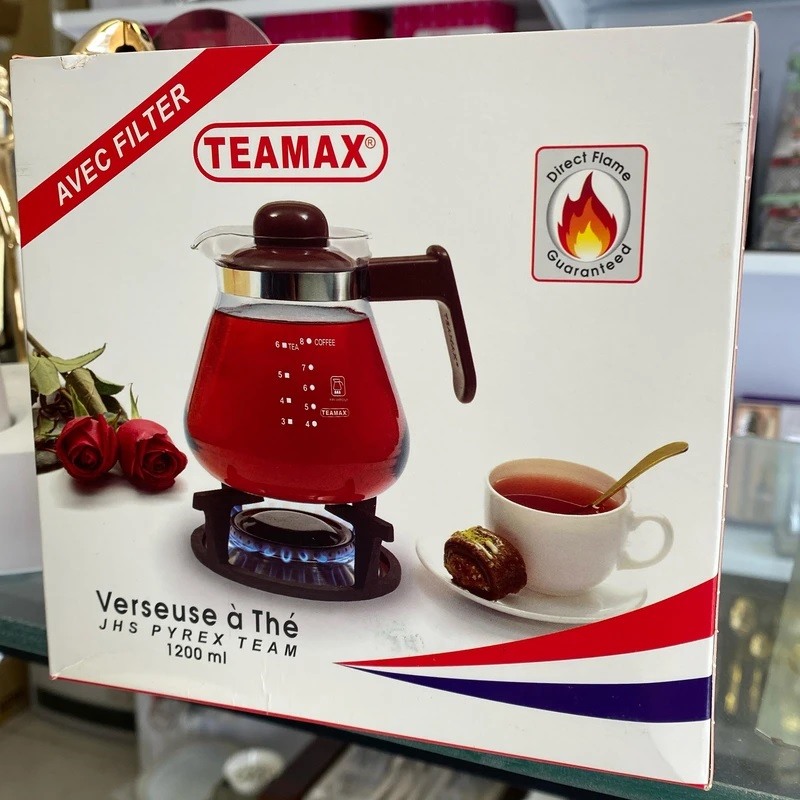 AVEC FILTER
TEAMAX®
Direct Flame
Guaranteed
6 TEA 8 COFFEE
7
5 6
4 5
TEAMAX
3 4
Verseuse à Thé
JHS PYREX TEAM
1200 ml